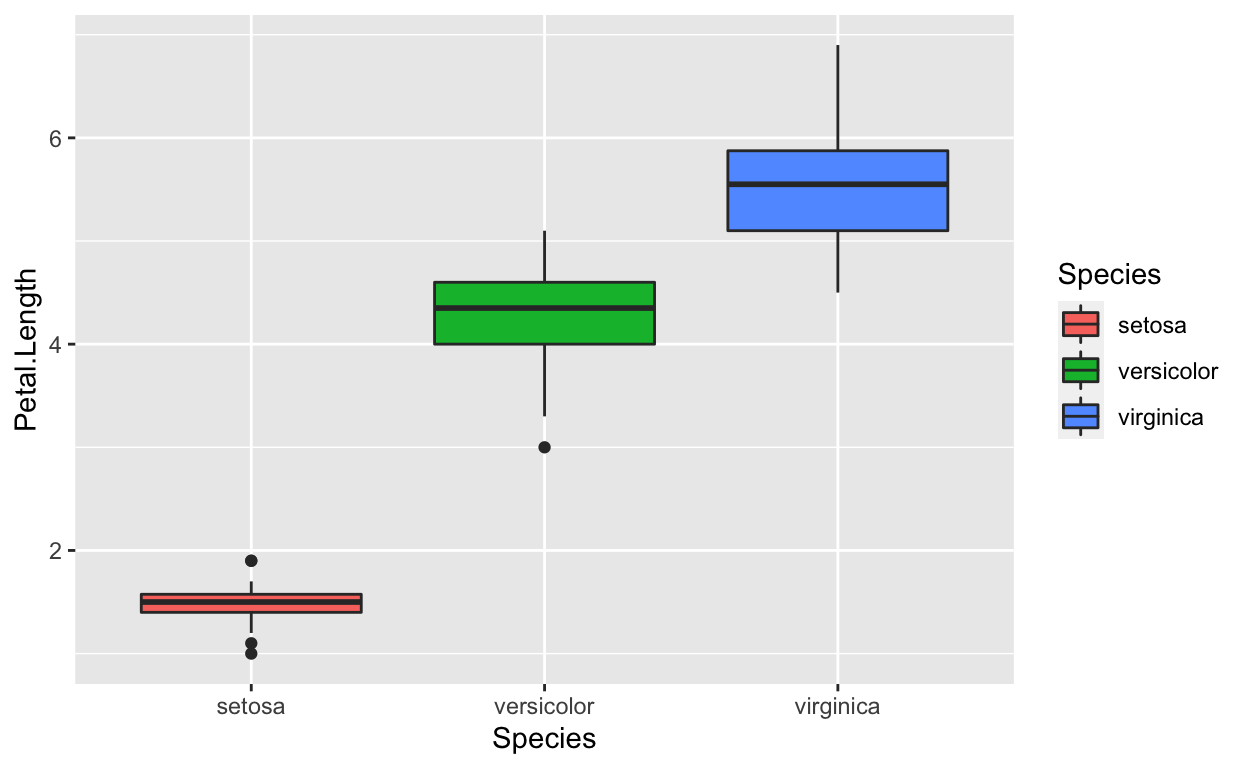 Petal.Length
6
4
2
setosa versicolor virginica
Species
Species
setosa
versicolor
virginica